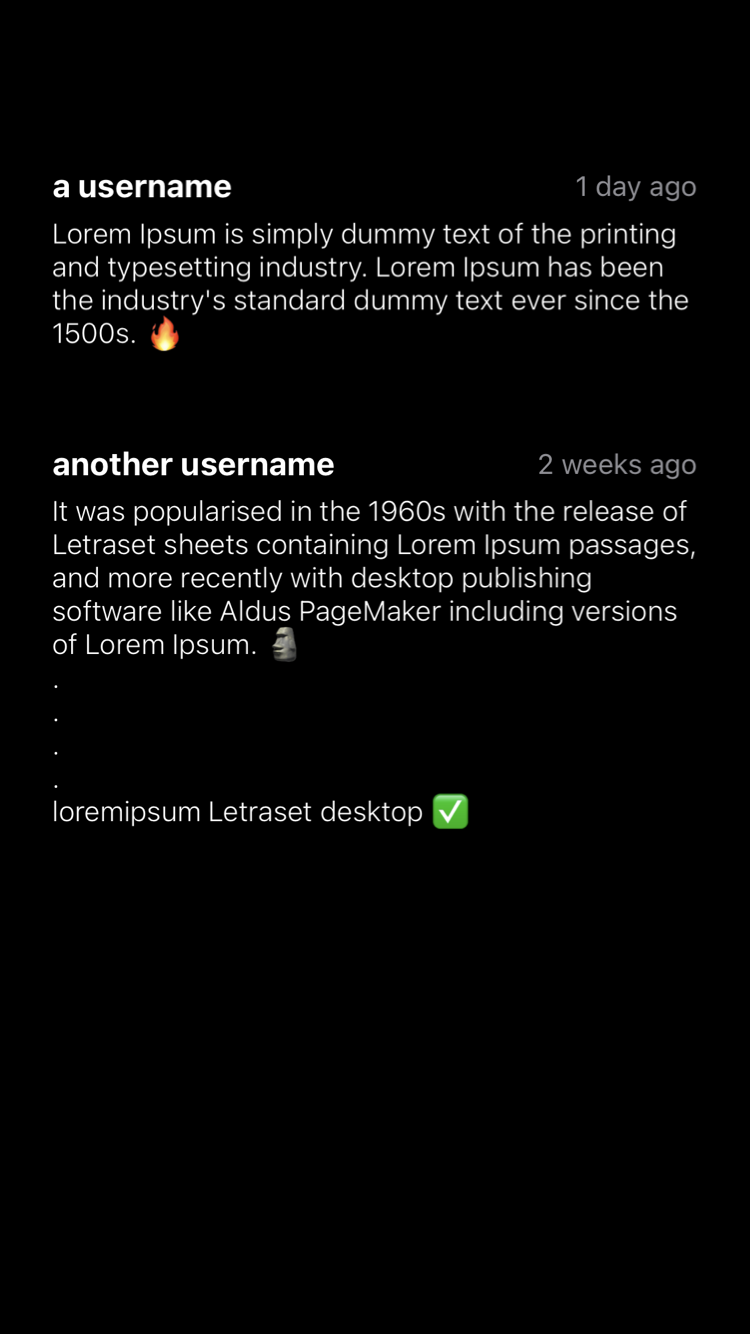 a username 1 day ago
Lorem Ipsum is simply dummy text of the printing
and typesetting industry. Lorem Ipsum has been
the industry's standard dummy text ever since the
1500s. 🔥
another username 2 weeks ago
It was popularised in the 1960s with the release of
Letraset sheets containing Lorem Ipsum passages,
and more recently with desktop publishing
software like Aldus PageMaker including versions
of Lorem Ipsum. 🗿
.
.
.
.
loremipsum Letraset desktop ✅